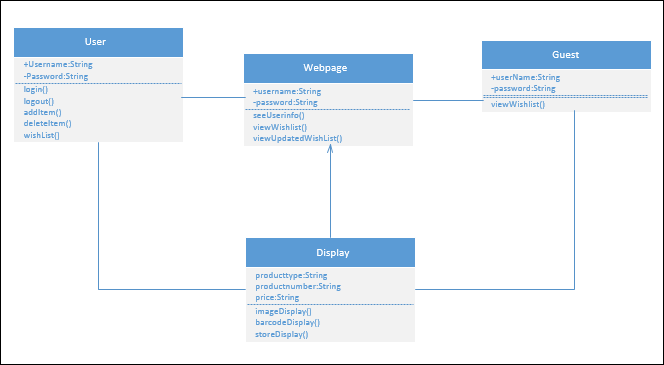 User
+Username:String
-Password:String
login()
logout()
addItem()
deleteItem()
wishList()
Webpage
+username:String
-password:String
seeUserinfo()
viewWishlist()
viewUpdatedWishList()
Guest
+userName:String
-password:String
viewWishlist()
Display
producttype:String
productnumber:String
price:String
imageDisplay()
barcodeDisplay()
storeDisplay()